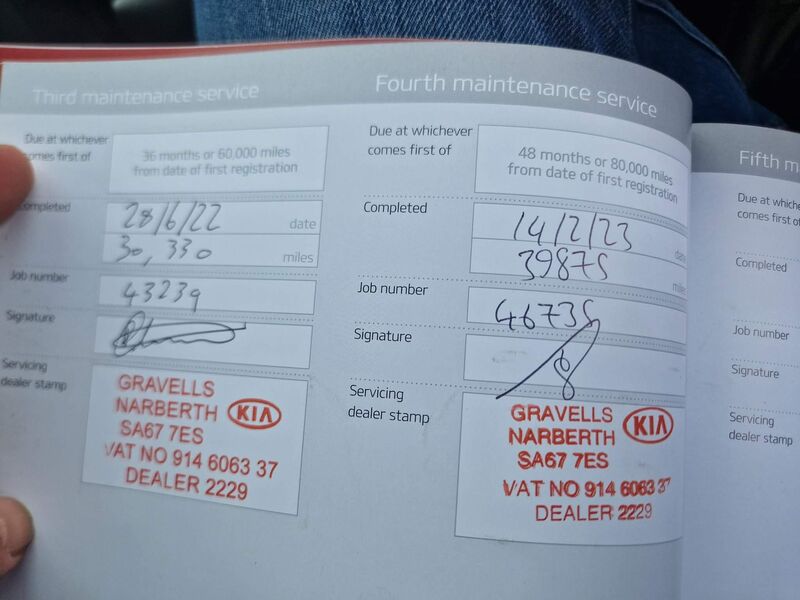 Third maintenance service
Due at whichever
comes first of
36 months or 60,000 miles
from date of first registration
Completed
28/6/22
date
30,330
miles
Job number
43239
Signature
Servicing
dealer stamp
GRAVELLS
NARBERTH KIA
SA67 7ES
VAT NO 914 6063 37
DEALER 2229
Fourth maintenance service
Due at whichever
comes first of
48 months or 80,000 miles
from date of first registration
Completed
14/2/23
date
39875
miles
Job number
46735
Signature
Servicing
dealer stamp
GRAVELLS
NARBERTH KIA
SA67 7ES
VAT NO 914 6063 37
DEALER 2229
Fifth m
Due at whiche
comes first of
Completed
Job number
Signature
Servicing
dealer stamp